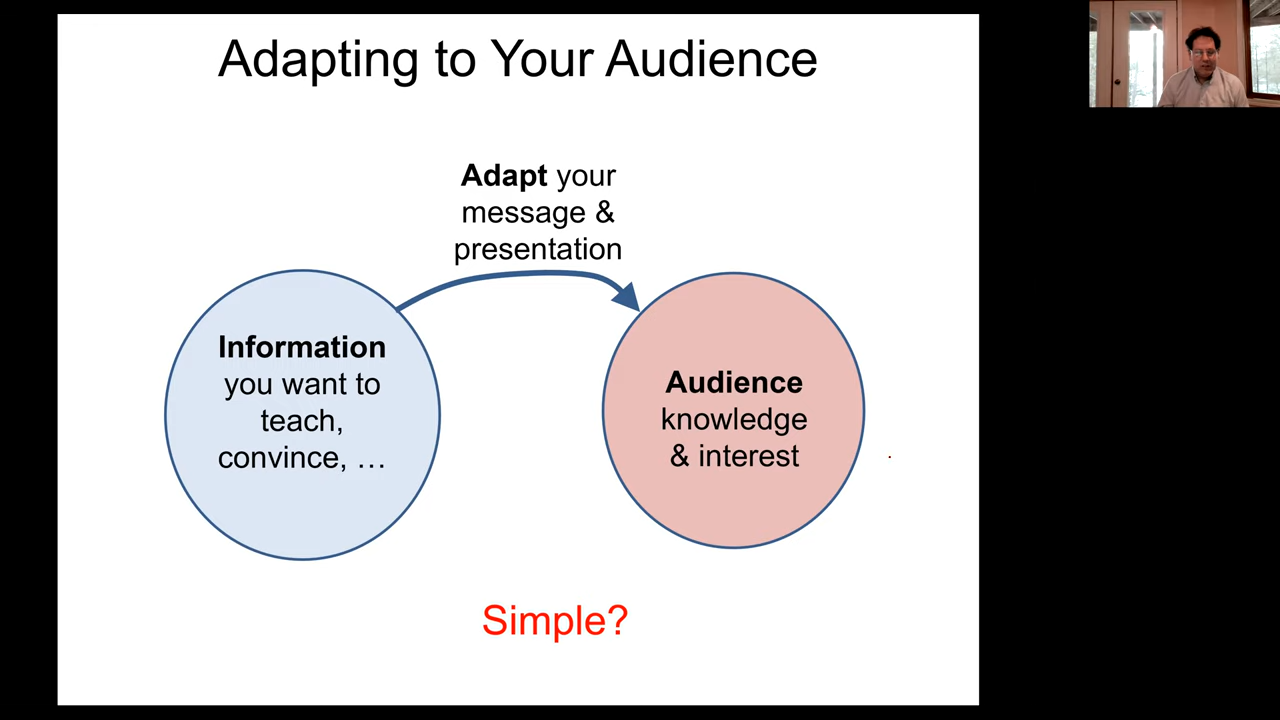 Adapting to Your Audience
Adapt your
message &
presentation
Information
you want to
teach,
convince, …
Audience
knowledge
& interest
Simple?